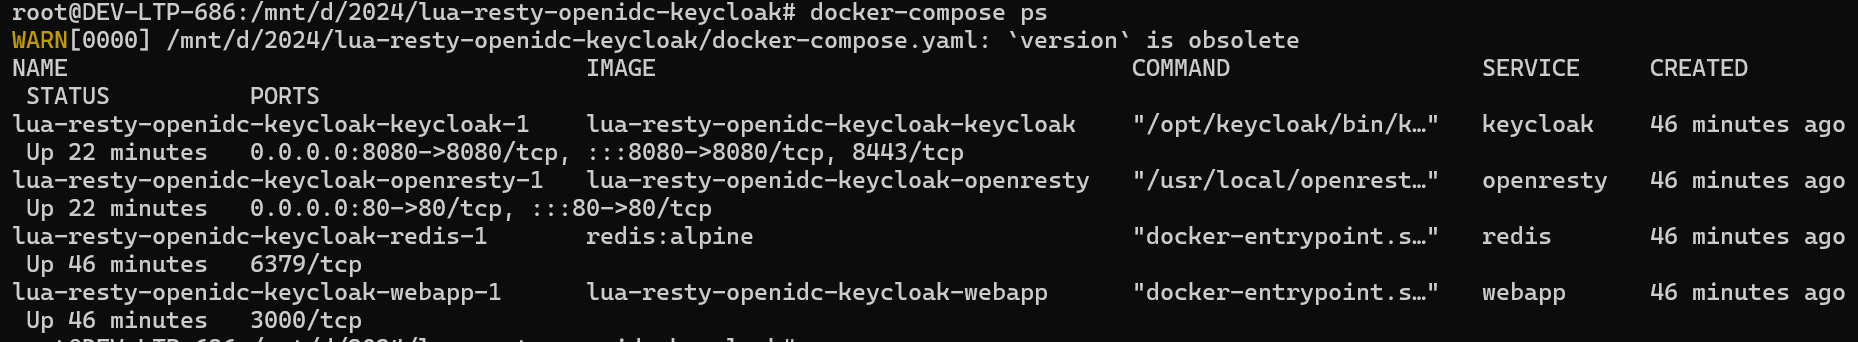 root@DEV-LTP-686:/mnt/d/2024/lua-resty-openidc-keycloak# docker-compose ps
WARN[0000] /mnt/d/2024/lua-resty-openidc-keycloak/docker-compose.yaml: `version` is obsolete
NAME IMAGE COMMAND SERVICE CREATED
STATUS PORTS
lua-resty-openidc-keycloak-keycloak-1 lua-resty-openidc-keycloak-keycloak "/opt/keycloak/bin/k…" keycloak 46 minutes ago
Up 22 minutes 0.0.0.0:8080->8080/tcp, :::8080->8080/tcp, 8443/tcp
lua-resty-openidc-keycloak-openresty-1 lua-resty-openidc-keycloak-openresty "/usr/local/openrest…" openresty 46 minutes ago
Up 22 minutes 0.0.0.0:80->80/tcp, :::80->80/tcp
lua-resty-openidc-keycloak-redis-1 redis:alpine "docker-entrypoint.s…" redis 46 minutes ago
Up 46 minutes 6379/tcp
lua-resty-openidc-keycloak-webapp-1 lua-resty-openidc-keycloak-webapp "docker-entrypoint.s…" webapp 46 minutes ago
Up 46 minutes 3000/tcp